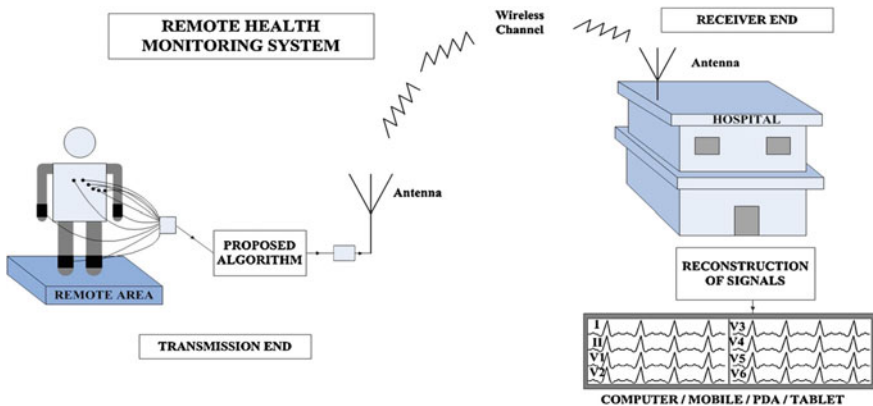 REMOTE HEALTH
MONITORING SYSTEM
Wireless
Channel
RECEIVER END
Antenna
HOSPITAL
Antenna
PROPOSED
ALGORITHM
REMOTE AREA
TRANSMISSION END
RECONSTRUCTION
OF SIGNALS
I
II
V1
V2
V3
V4
V5
V6
COMPUTER / MOBILE / PDA / TABLET